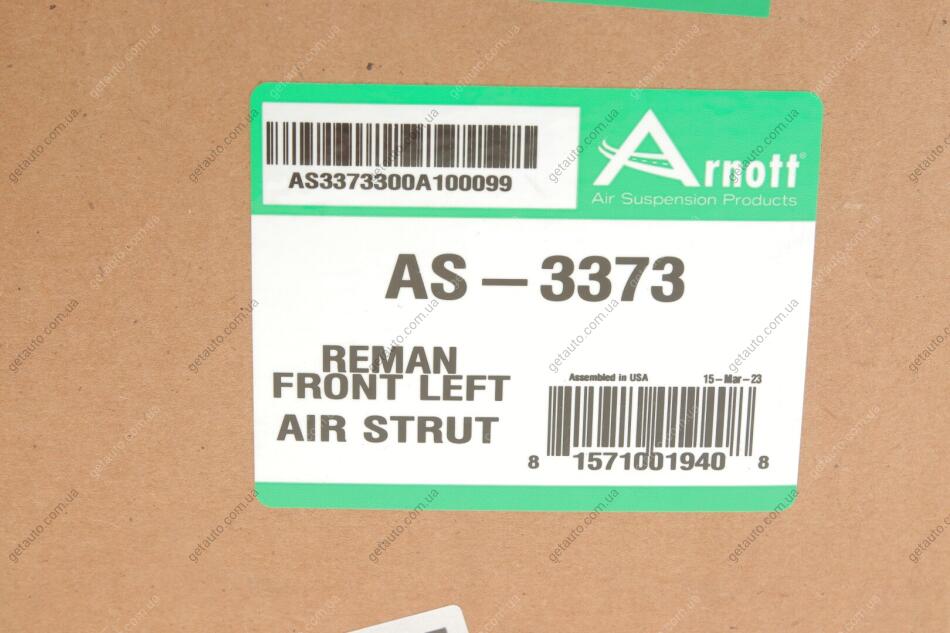 AS3373300A100099
Arnott®
Air Suspension Products
AS – 3373
REMAN
FRONT LEFT
AIR STRUT
Assembled in USA 15-Mar-23
8 1571001940 8
getauto.com.ua